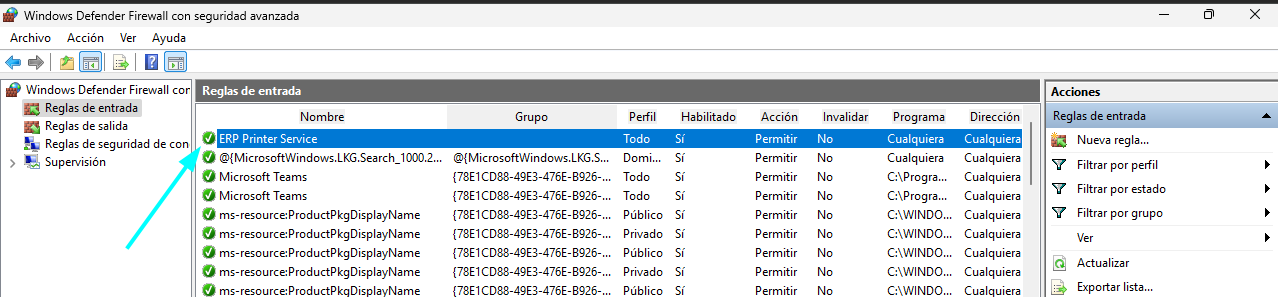 Windows Defender Firewall con seguridad avanzada
Archivo Acción Ver Ayuda
Windows Defender Firewall con
Reglas de entrada
Reglas de salida
Reglas de seguridad de con
Supervisión
Reglas de entrada
Nombre Grupo Perfil Habilitado Acción Invalidar Programa Dirección
ERP Printer Service Todo Sí Permitir No Cualquiera Cualquiera
@{MicrosoftWindows.LKG.Search_1000.2... @{MicrosoftWindows.LKG.S... Domi... Sí Permitir No Cualquiera Cualquiera
Microsoft Teams {78E1CD88-49E3-476E-B926-... Todo Sí Permitir No C:\Progra... Cualquiera
Microsoft Teams {78E1CD88-49E3-476E-B926-... Todo Sí Permitir No C:\Progra... Cualquiera
ms-resource:ProductPkgDisplayName {78E1CD88-49E3-476E-B926-... Público Sí Permitir No C:\WINDO... Cualquiera
ms-resource:ProductPkgDisplayName {78E1CD88-49E3-476E-B926-... Privado Sí Permitir No C:\WINDO... Cualquiera
ms-resource:ProductPkgDisplayName {78E1CD88-49E3-476E-B926-... Público Sí Permitir No C:\WINDO... Cualquiera
ms-resource:ProductPkgDisplayName {78E1CD88-49E3-476E-B926-... Privado Sí Permitir No C:\WINDO... Cualquiera
ms-resource:ProductPkgDisplayName {78E1CD88-49E3-476E-B926-... Público Sí Permitir No C:\WINDO... Cualquiera
Acciones
Reglas de entrada
Nueva regla...
Filtrar por perfil
Filtrar por estado
Filtrar por grupo
Ver
Actualizar
Exportar lista...